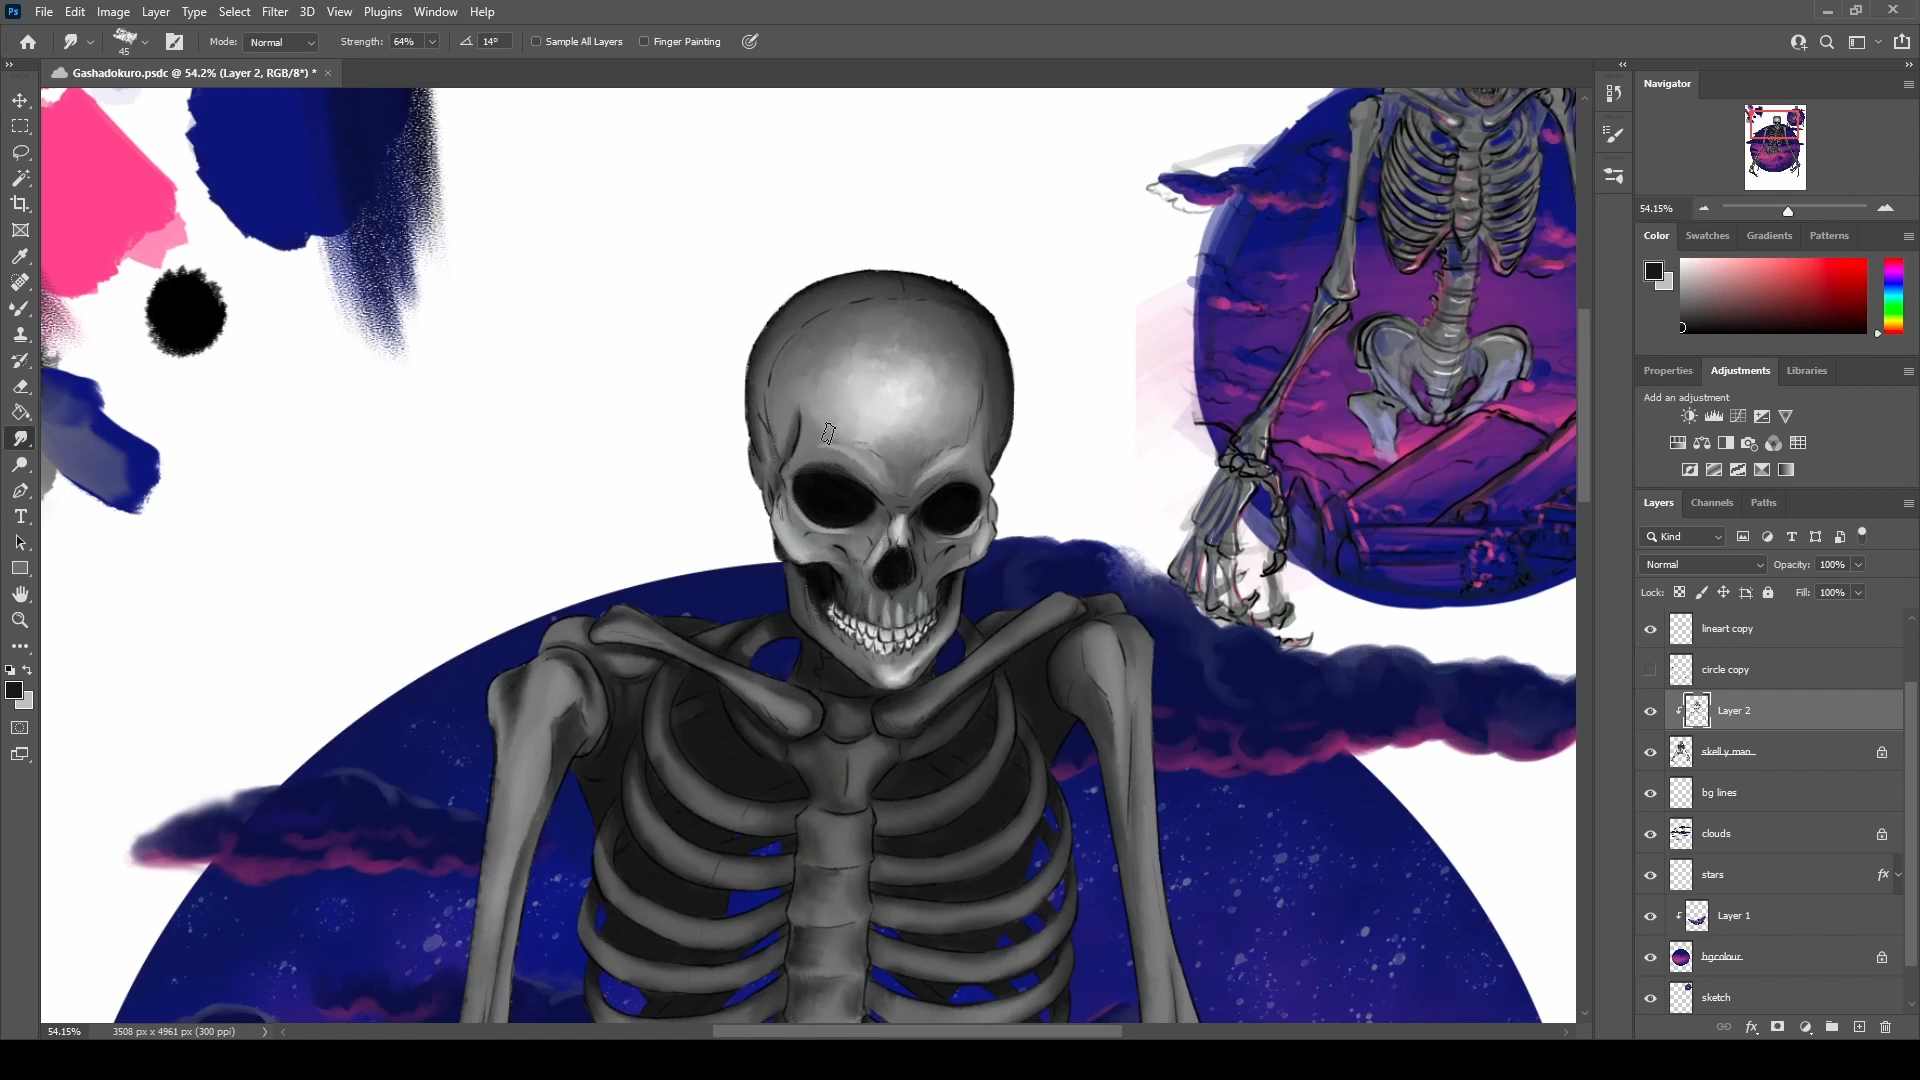 Ps File Edit Image Layer Type Select Filter 3D View Plugins Window Help
45 Mode: Normal Strength: 64% 14° Sample All Layers Finger Painting
Gashadokuro.psdc @ 54.2% (Layer 2, RGB/8*) *
Navigator
54.15%
Color Swatches Gradients Patterns
Properties Adjustments Libraries
Add an adjustment
Layers Channels Paths
Kind
Normal Opacity: 100%
Lock: Fill: 100%
lineart copy
circle copy
Layer 2
skelly man
bg lines
clouds
stars fx
Layer 1
bgcolour
sketch
54.15% 3508 px x 4961 px (300 ppi)
fx